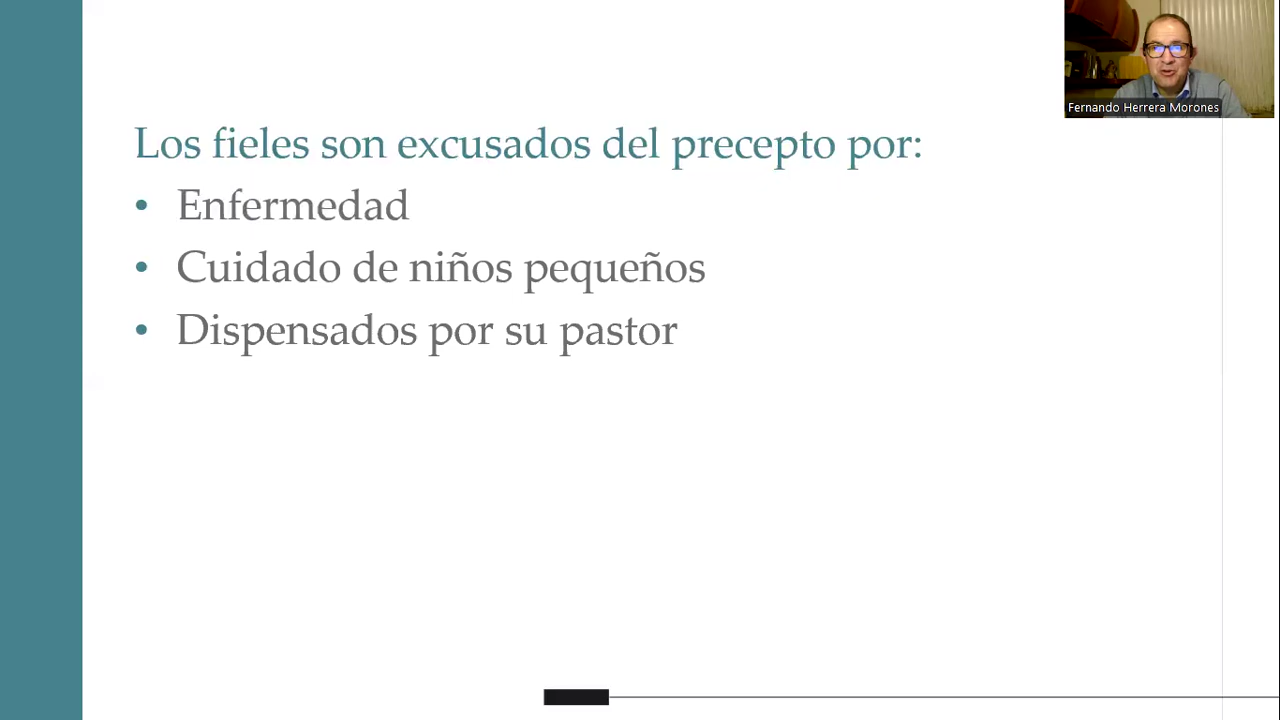 Fernando Herrera Morones
Los fieles son excusados del precepto por:
• Enfermedad
• Cuidado de niños pequeños
• Dispensados por su pastor